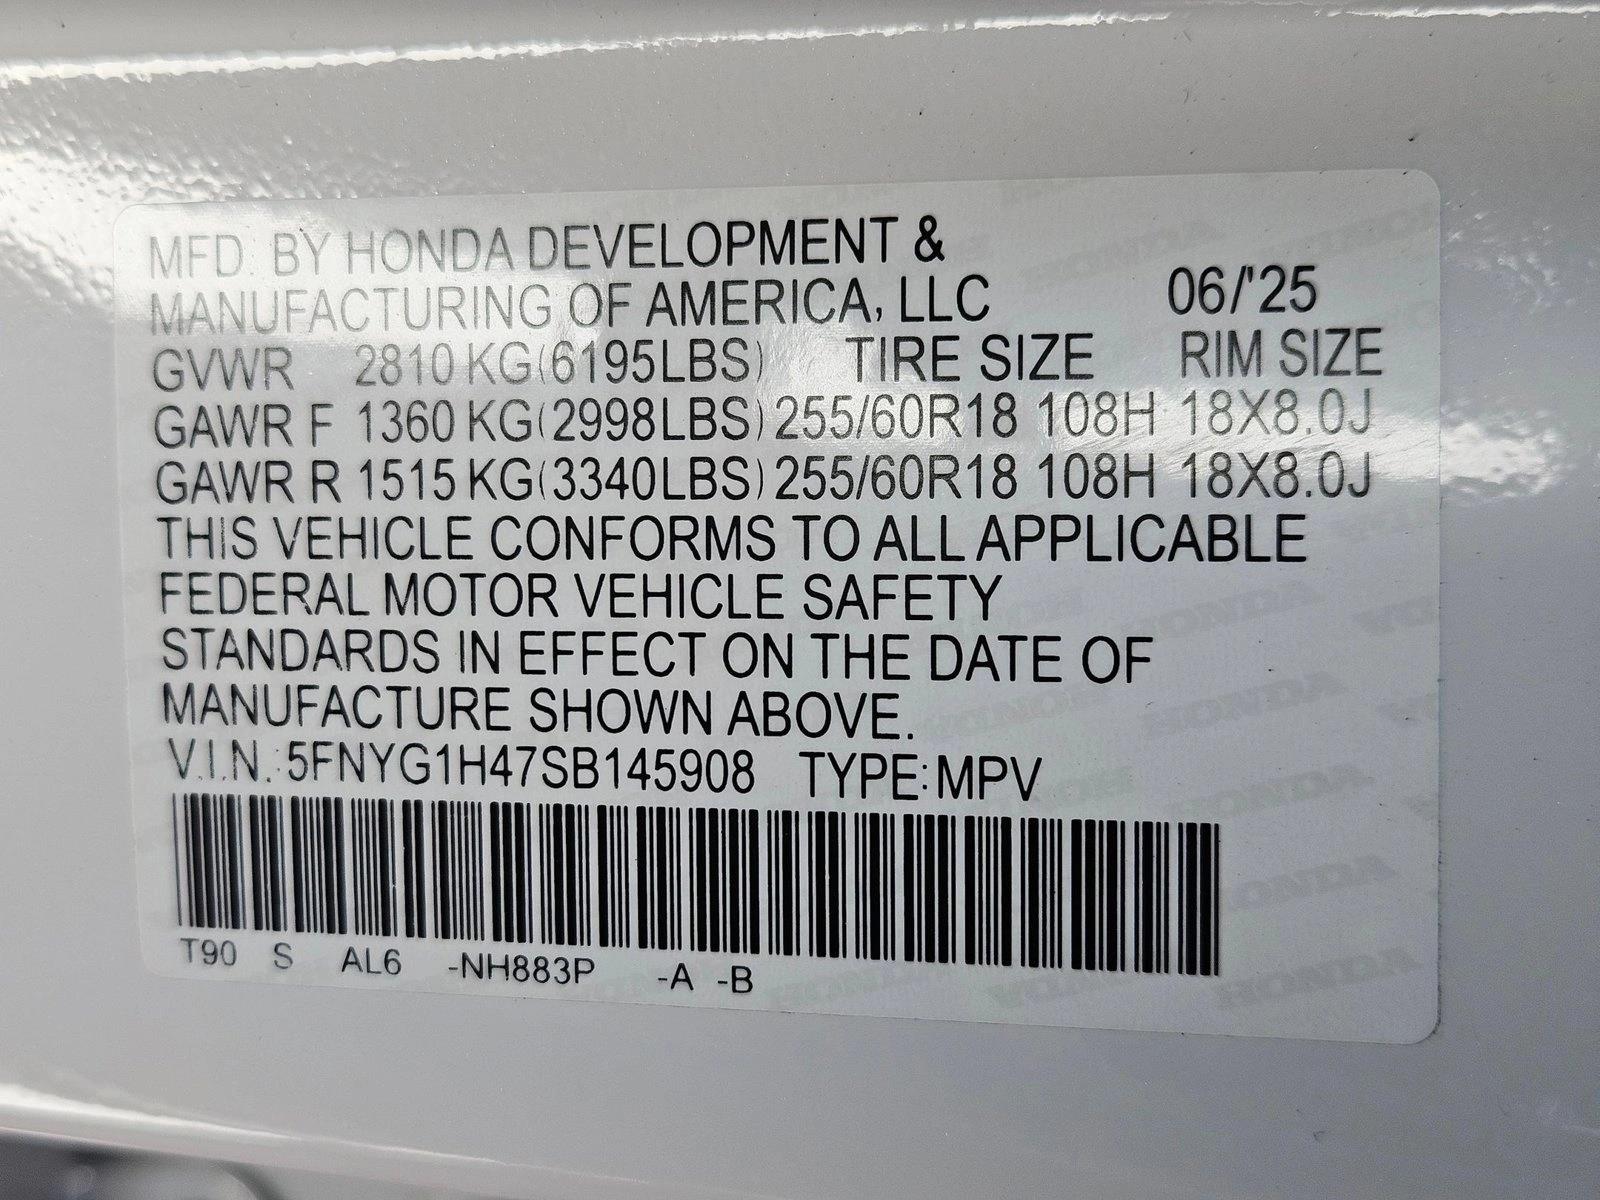 MFD. BY HONDA DEVELOPMENT &
MANUFACTURING OF AMERICA, LLC 06/'25
GVWR 2810 KG(6195LBS) TIRE SIZE RIM SIZE
GAWR F 1360 KG(2998LBS) 255/60R18 108H 18X8.0J
GAWR R 1515 KG(3340LBS) 255/60R18 108H 18X8.0J
THIS VEHICLE CONFORMS TO ALL APPLICABLE
FEDERAL MOTOR VEHICLE SAFETY
STANDARDS IN EFFECT ON THE DATE OF
MANUFACTURE SHOWN ABOVE.
V.I.N.: 5FNYG1H47SB145908 TYPE: MPV
T90 S AL6 -NH883P -A -B